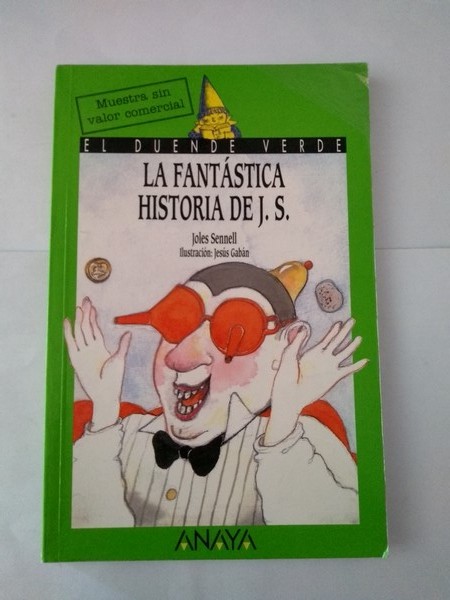 Muestra sin
valor comercial
EL DUENDE VERDE
LA FANTÁSTICA
HISTORIA DE J. S.
Joles Sennell
Ilustración: Jesús Gabán
ANAYA